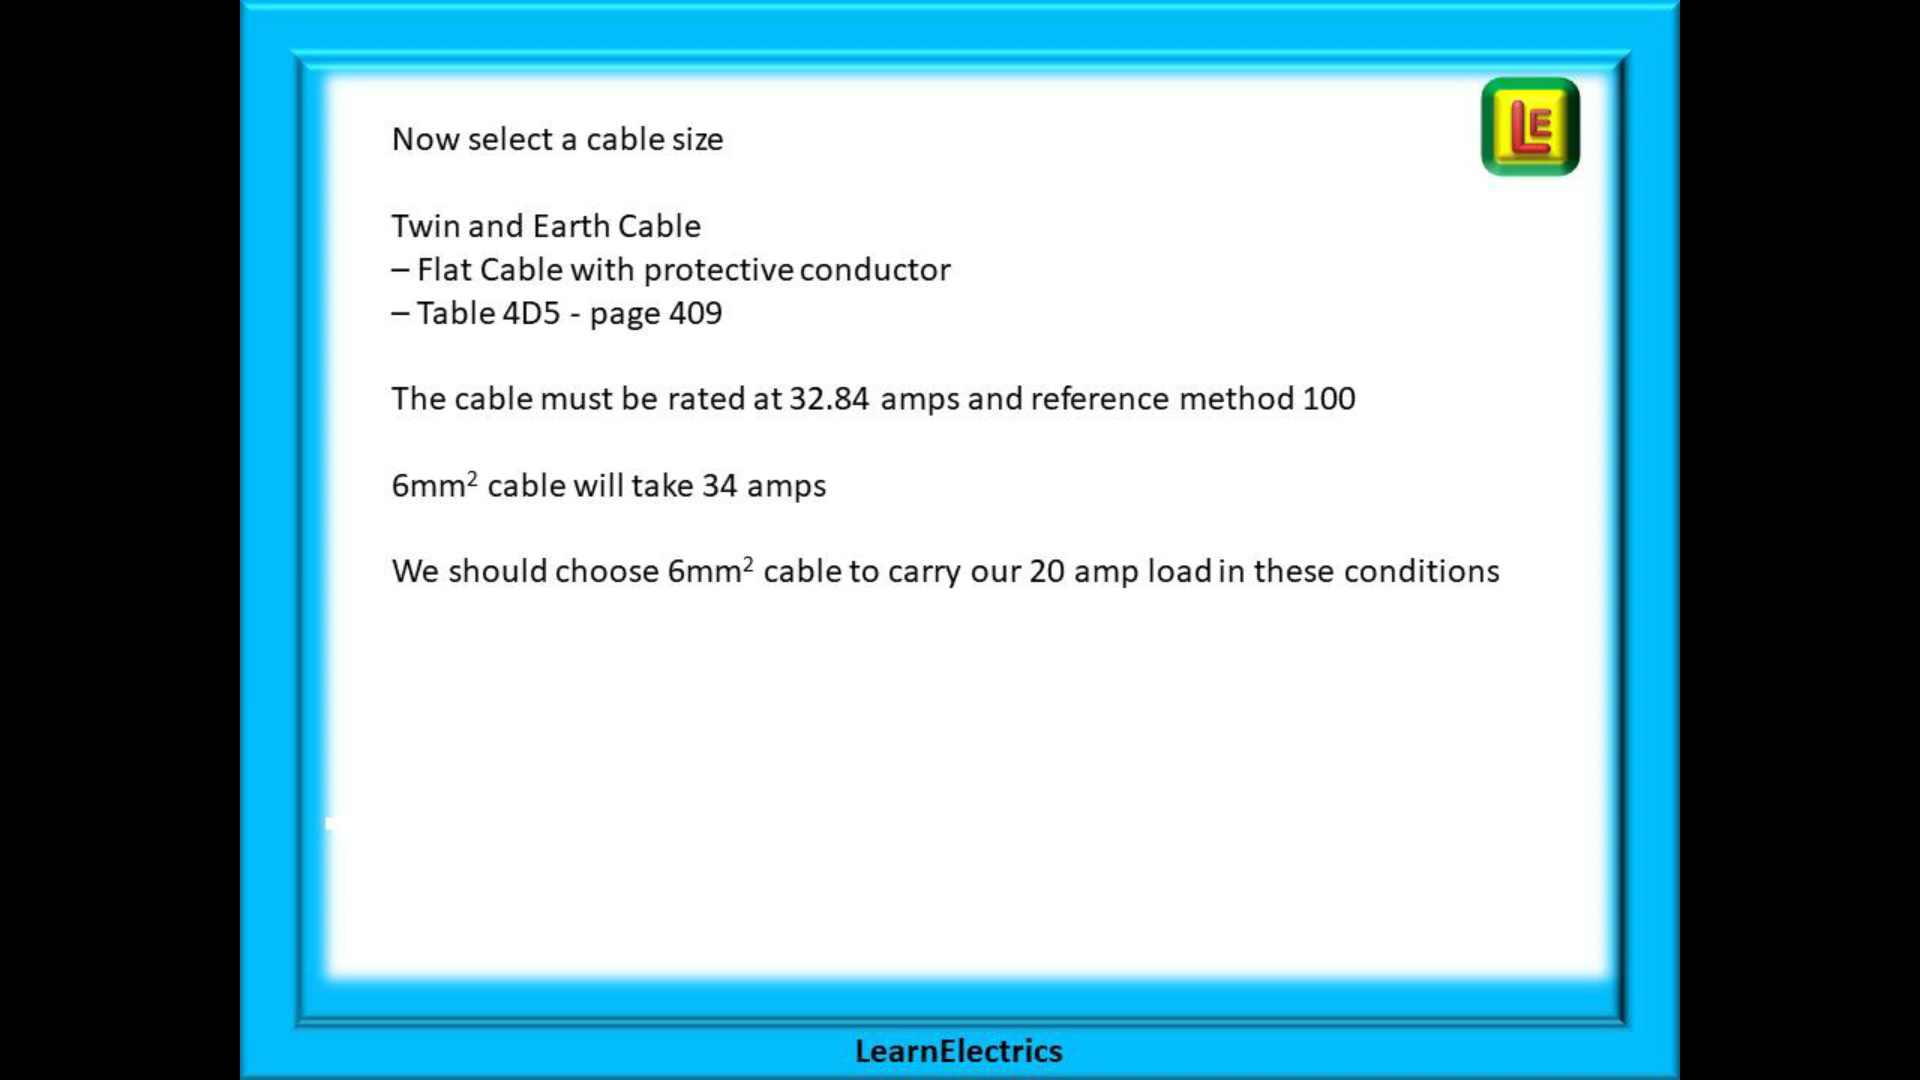 LE
Now select a cable size
Twin and Earth Cable
– Flat Cable with protective conductor
– Table 4D5 - page 409
The cable must be rated at 32.84 amps and reference method 100
6mm² cable will take 34 amps
We should choose 6mm² cable to carry our 20 amp load in these conditions
LearnElectrics